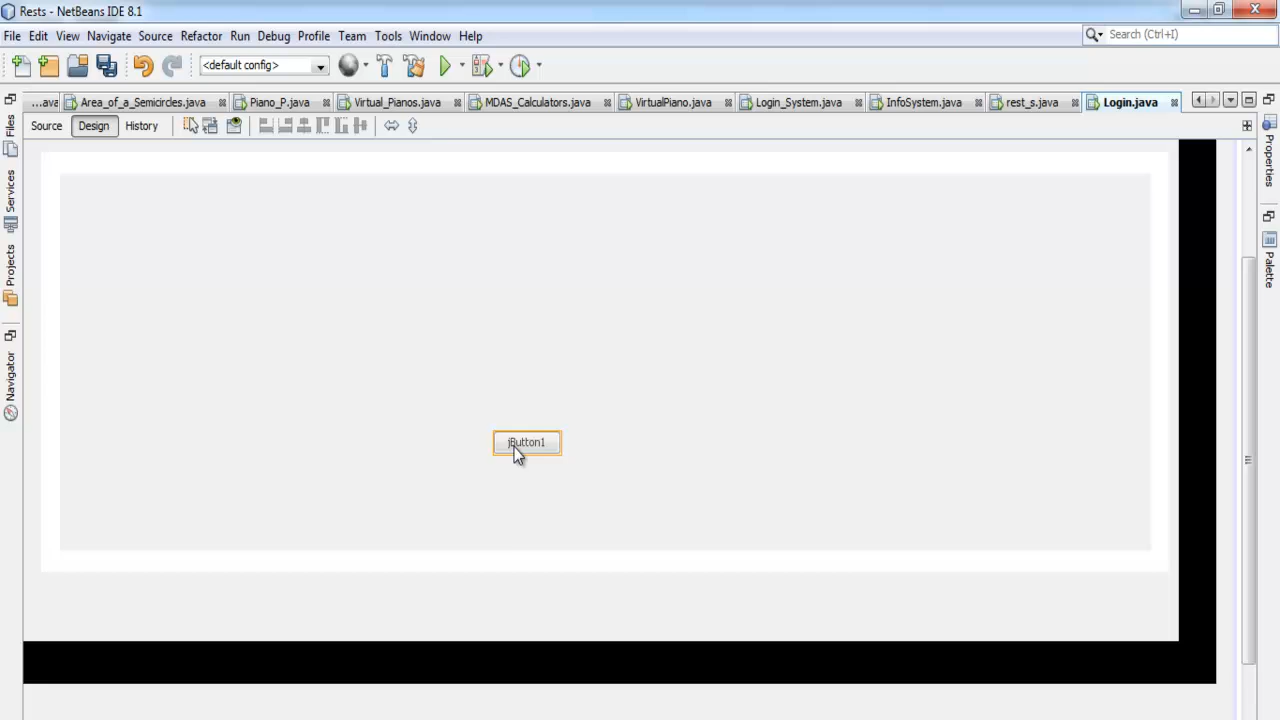 Rests - NetBeans IDE 8.1
File Edit View Navigate Source Refactor Run Debug Profile Team Tools Window Help
Search (Ctrl+I)
<default config>
...ava Area_of_a_Semicircles.java Piano_P.java Virtual_Pianos.java MDAS_Calculators.java VirtualPiano.java Login_System.java InfoSystem.java rest_s.java Login.java
Source Design History
Files
Services
Projects
Navigator
jButton1
Properties
Palette